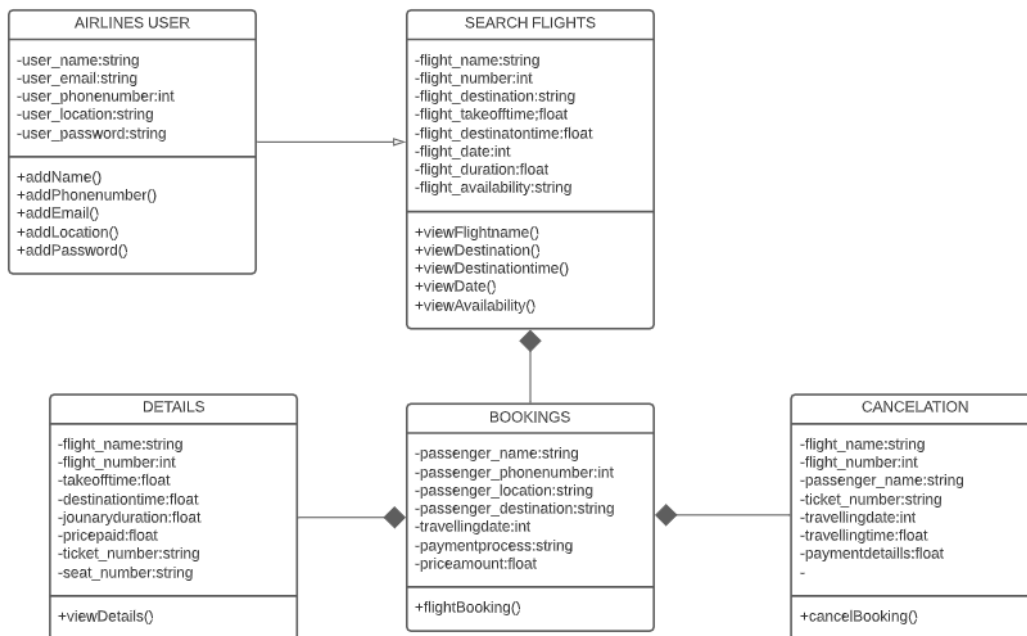 AIRLINES USER
-user_name:string
-user_email:string
-user_phonenumber:int
-user_location:string
-user_password:string
+addName()
+addPhonenumber()
+addEmail()
+addLocation()
+addPassword()
SEARCH FLIGHTS
-flight_name:string
-flight_number:int
-flight_destination:string
-flight_takeofftime;float
-flight_destinatontime:float
-flight_date:int
-flight_duration:float
-flight_availability:string
+viewFlightname()
+viewDestination()
+viewDestinationtime()
+viewDate()
+viewAvailability()
DETAILS
-flight_name:string
-flight_number:int
-takeofftime:float
-destinationtime:float
-jounaryduration:float
-pricepaid:float
-ticket_number:string
-seat_number:string
+viewDetails()
BOOKINGS
-passenger_name:string
-passenger_phonenumber:int
-passenger_location:string
-passenger_destination:string
-travellingdate:int
-paymentprocess:string
-priceamount:float
+flightBooking()
CANCELATION
-flight_name:string
-flight_number:int
-passenger_name:string
-ticket_number:string
-travellingdate:int
-travellingtime:float
-paymentdetaills:float
-
+cancelBooking()